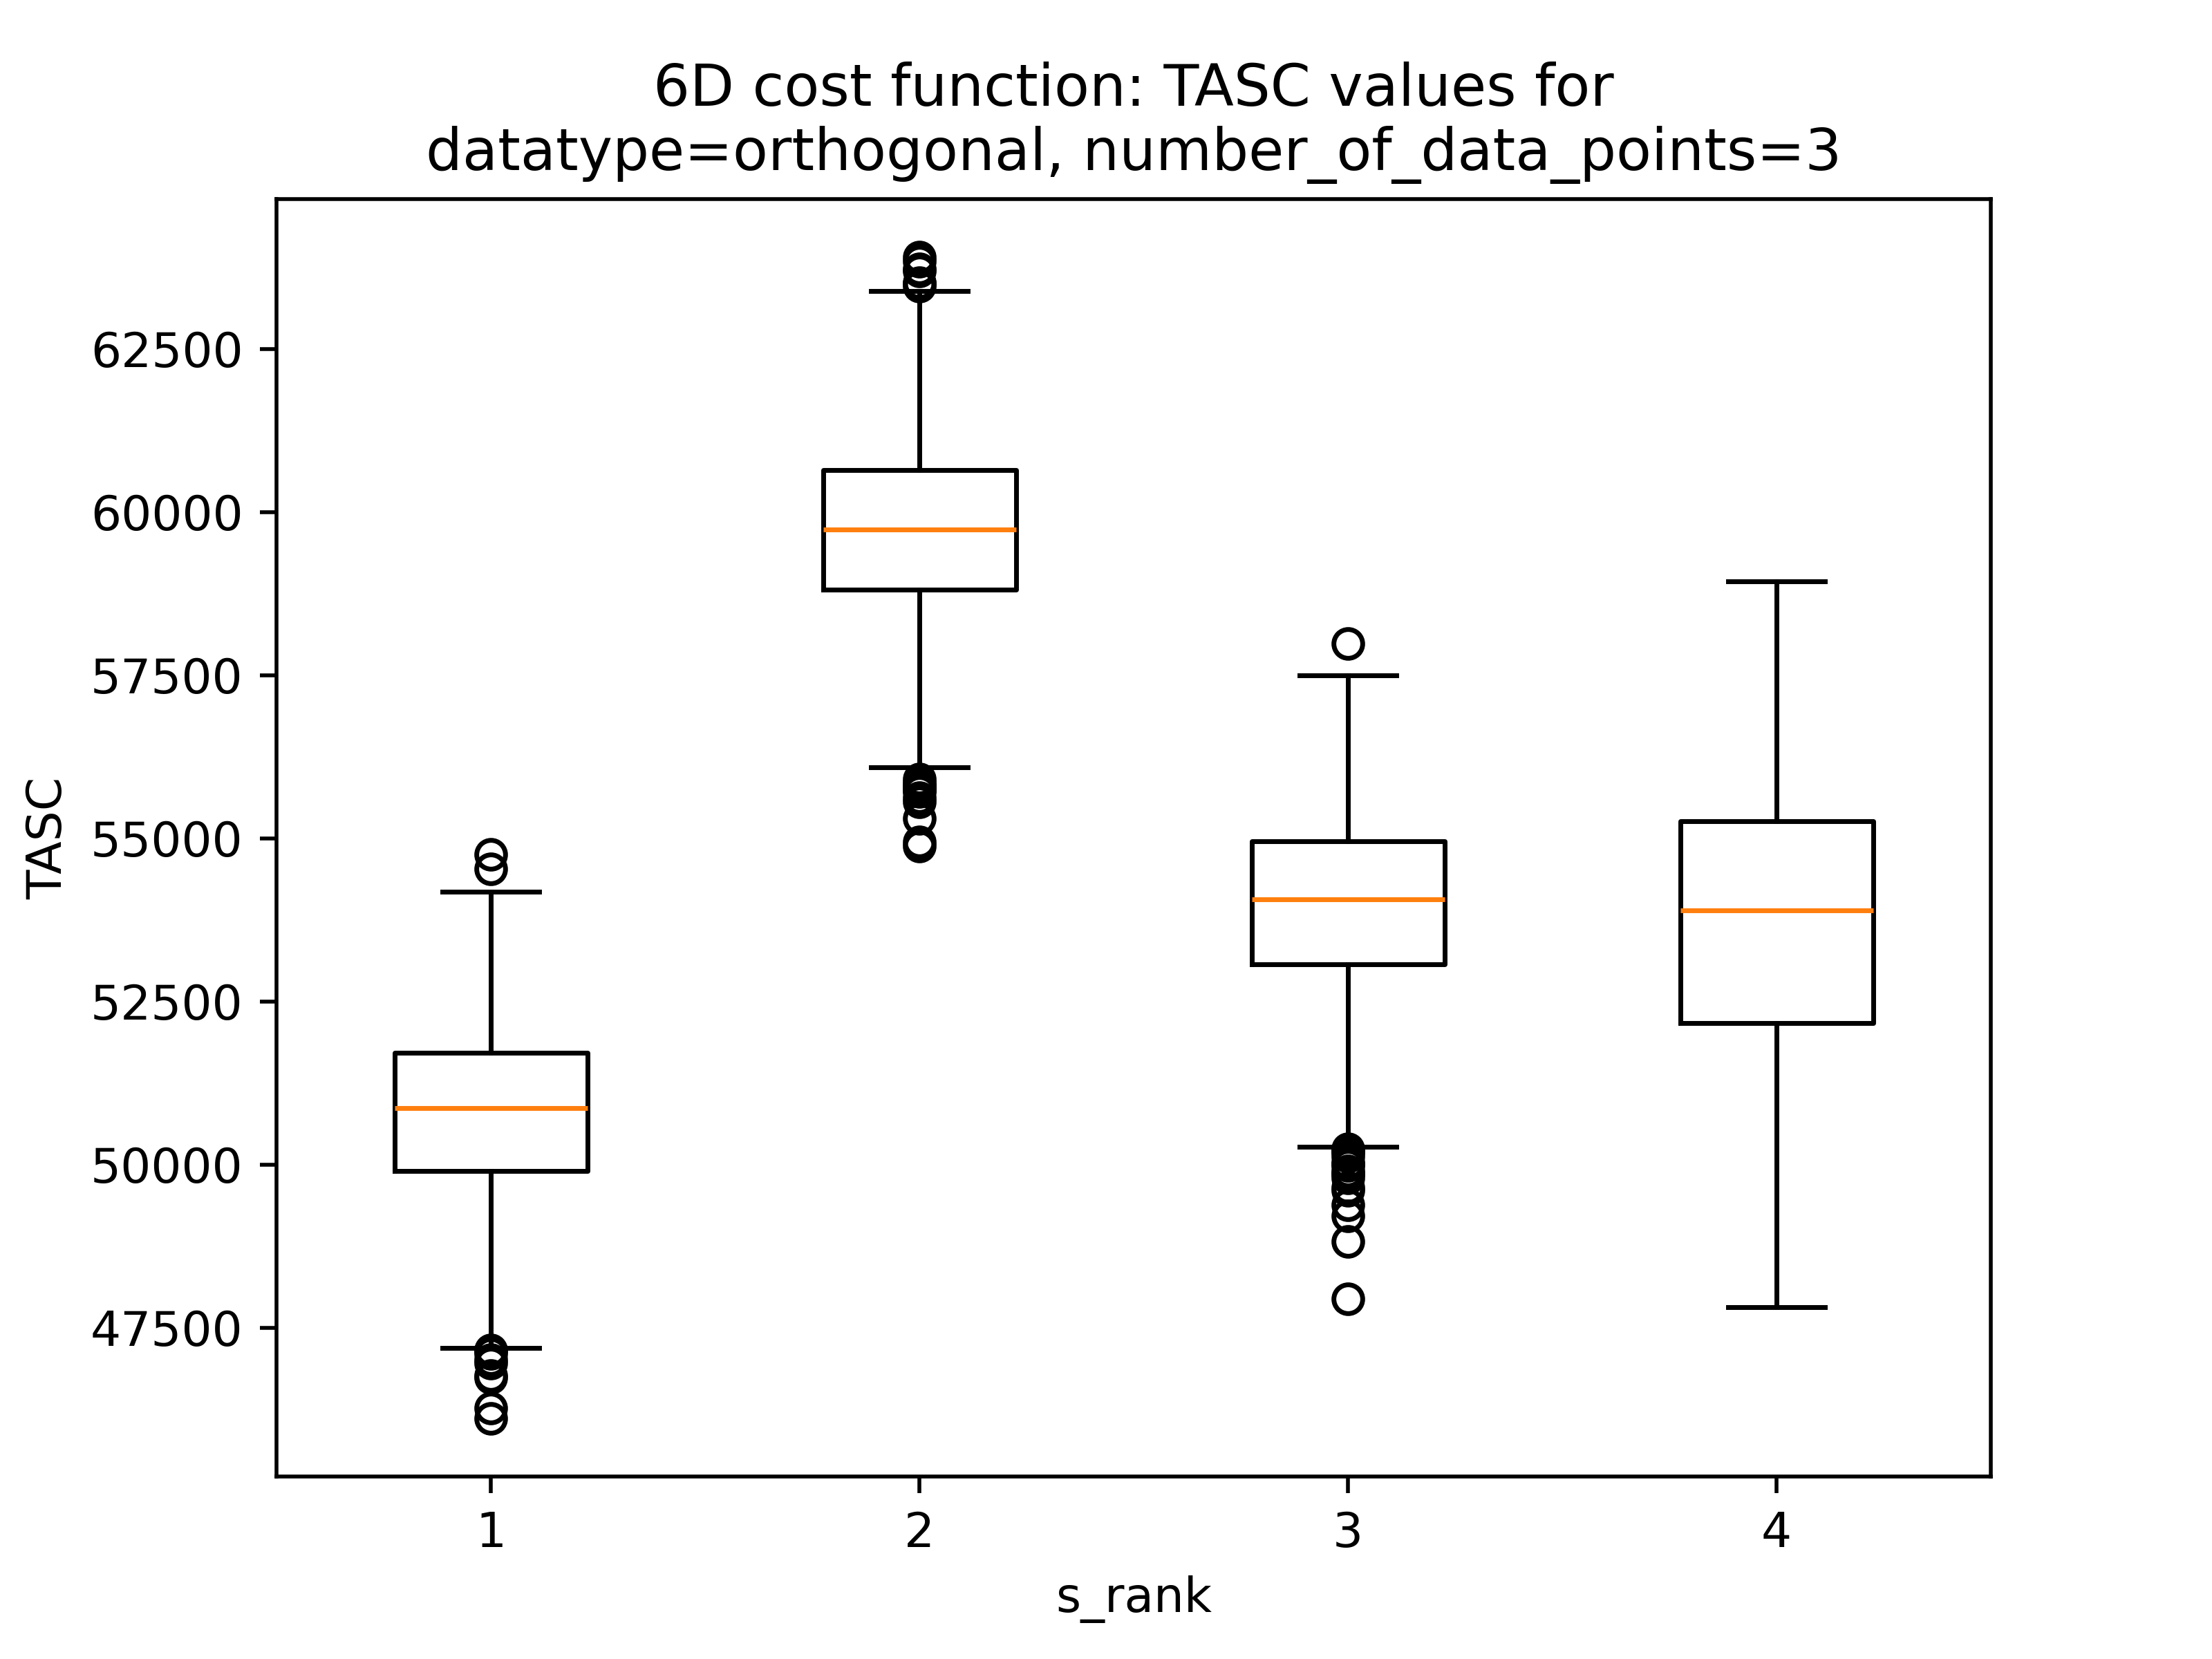 6D cost function: TASC values for
datatype=orthogonal, number_of_data_points=3
62500
60000
57500
55000
52500
50000
47500
TASC
1 2 3 4
s_rank